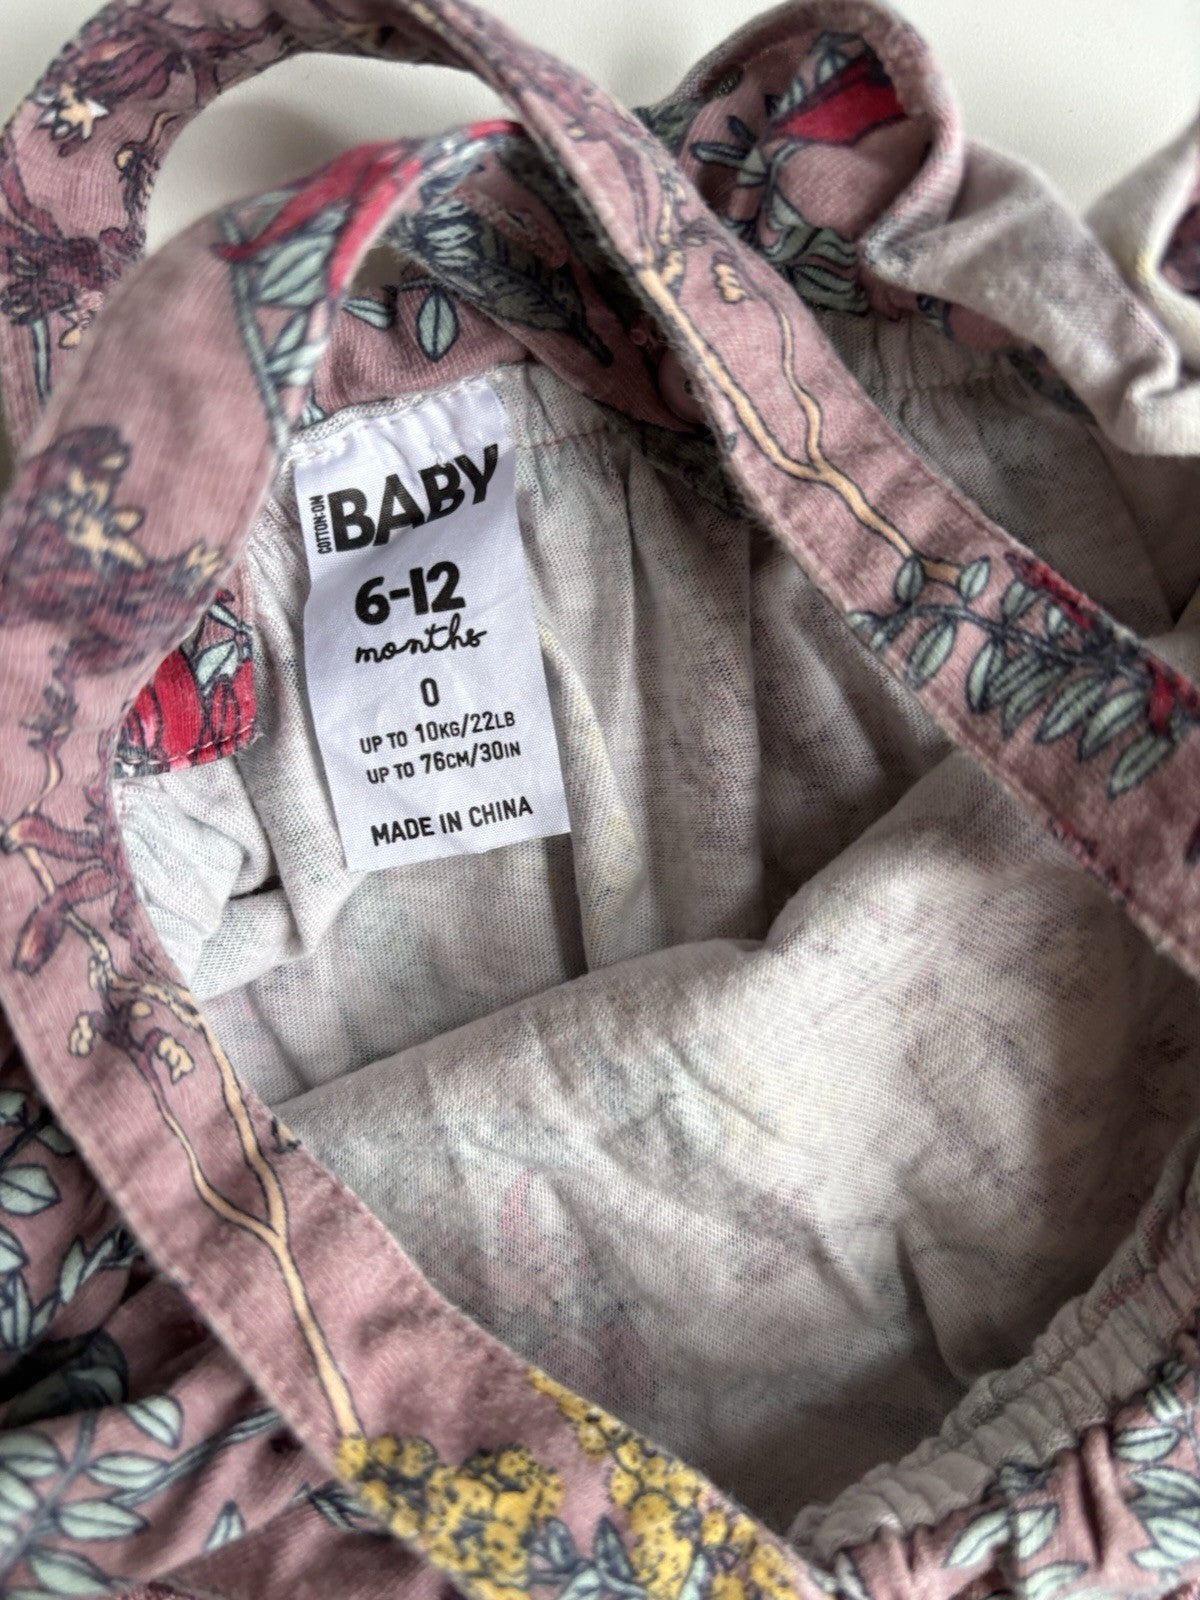 COTTON:ON
BABY
6-12
months
0
UP TO 10KG/22LB
UP TO 76CM/30IN
MADE IN CHINA